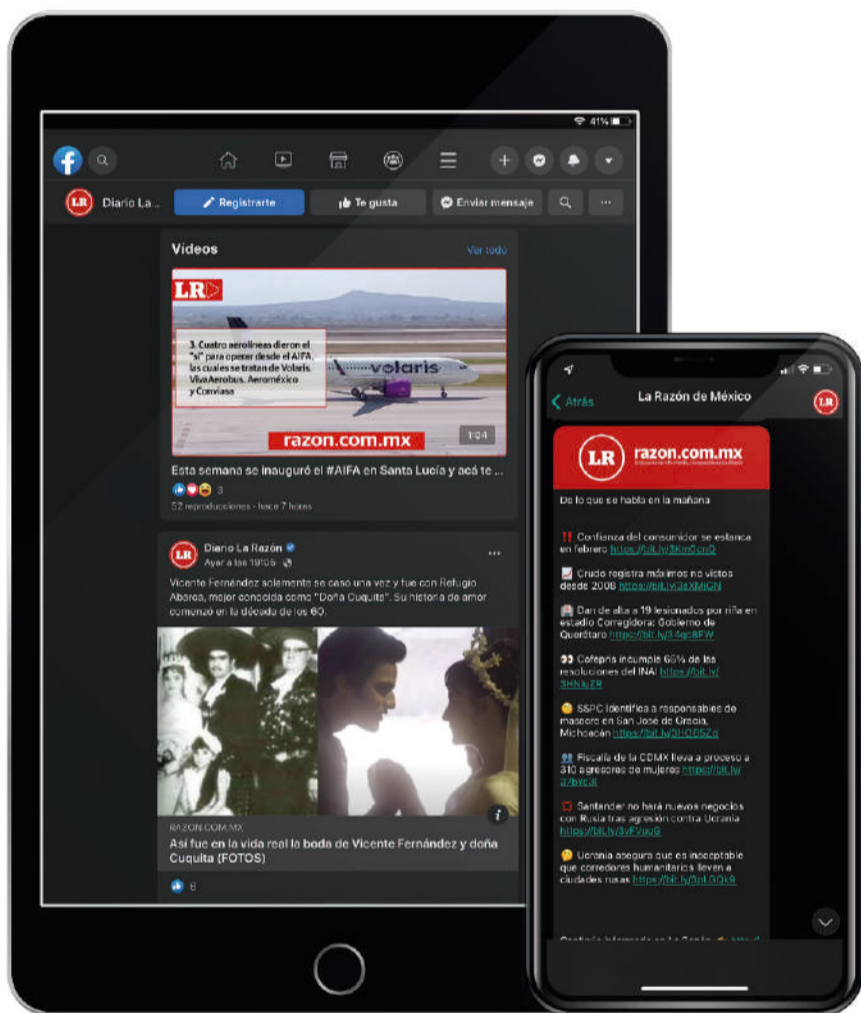 41%
Diario La...
Registrarte
Te gusta
Enviar mensaje
Vídeos
Ver todo
LR
3. Cuatro aerolíneas dieron el
"sí" para operar desde el AIFA,
las cuales se tratan de Volaris,
VivaAerobus, Aeroméxico
y Conviasa
volaris
razon.com.mx
1:04
Esta semana se inauguró el #AIFA en Santa Lucía y acá te ...
3
52 reproducciones · hace 7 horas
LR
Diario La Razón
Ayer a las 19:05
Vicente Fernández solamente se casó una vez y fue con Refugio
Abarca, mejor conocida como "Doña Cuquita". Su historia de amor
comenzó en la década de los 60.
RAZON.COM.MX
Así fue en la vida real la boda de Vicente Fernández y doña
Cuquita (FOTOS)
6
Atrás
La Razón de México
LR
LR
razon.com.mx
De lo que se habla en la mañana
Confianza del consumidor se estanca
en febrero
Crudo registra máximos no vistos
desde 2008
Dan de alta a 19 lesionados por riña en
estadio Corregidora: Gobierno de
Querétaro
Cofepris incumple 65% de las
resoluciones del INAI https://bit.ly/
SSPC identifica a responsables de
masacre en San José de Gracia,
Michoacán
Fiscalía de la CDMX lleva a proceso a
310 agresores de mujeres https://bit.ly/
Santander no hará nuevos negocios
con Rusia tras agresión contra Ucrania
Ucrania asegura que es inaceptable
que corredores humanitarios lleven a
ciudades rusas